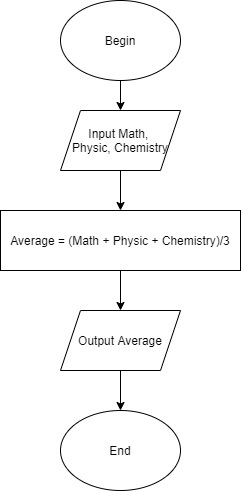 Begin
Input Math,
Physic, Chemistry
Average = (Math + Physic + Chemistry)/3
Output Average
End